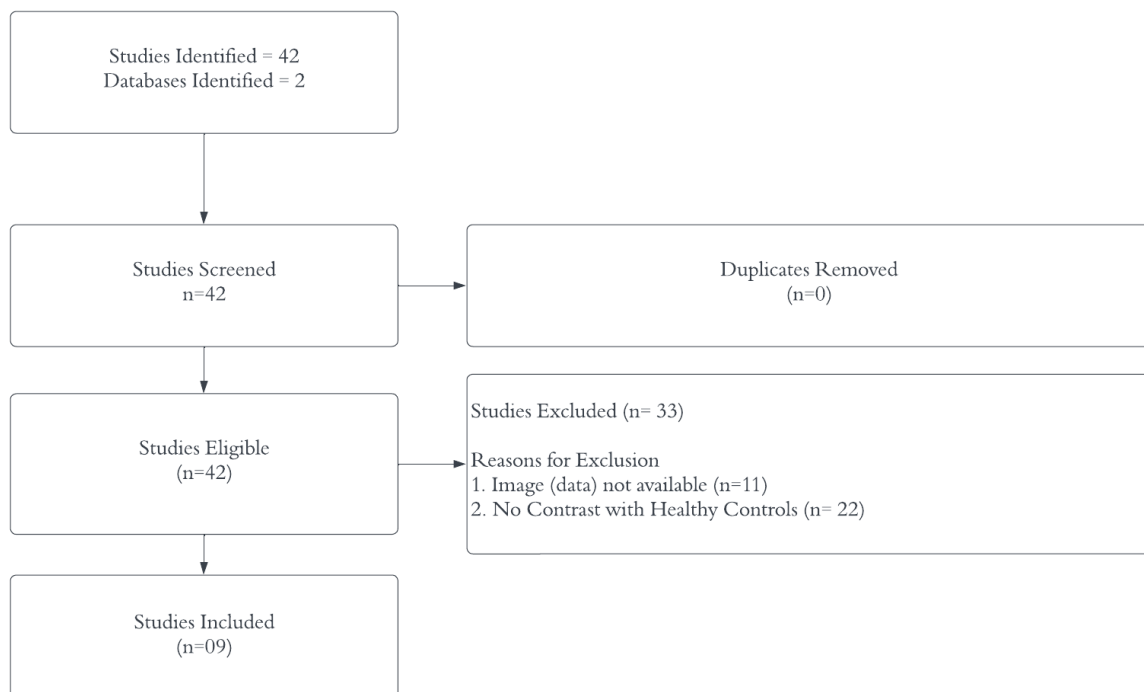 Studies Identified = 42
Databases Identified = 2
Studies Screened
n=42
Duplicates Removed
(n=0)
Studies Eligible
(n=42)
Studies Excluded (n= 33)
Reasons for Exclusion
1. Image (data) not available (n=11)
2. No Contrast with Healthy Controls (n= 22)
Studies Included
(n=09)